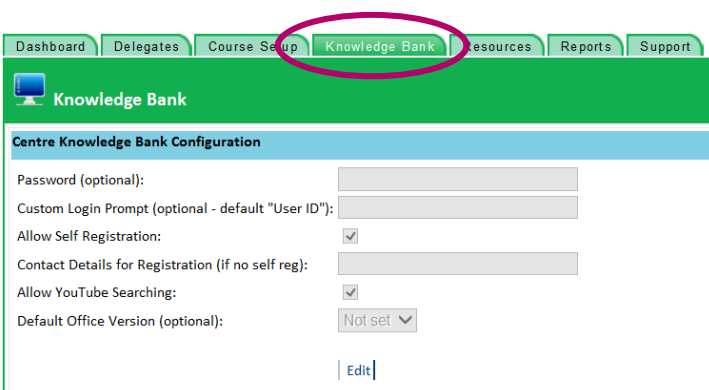 Dashboard Delegates Course Setup Knowledge Bank Resources Reports Support
Knowledge Bank
Centre Knowledge Bank Configuration
Password (optional):
Custom Login Prompt (optional - default "User ID"):
Allow Self Registration:
Contact Details for Registration (if no self reg):
Allow YouTube Searching:
Default Office Version (optional): Not set
Edit